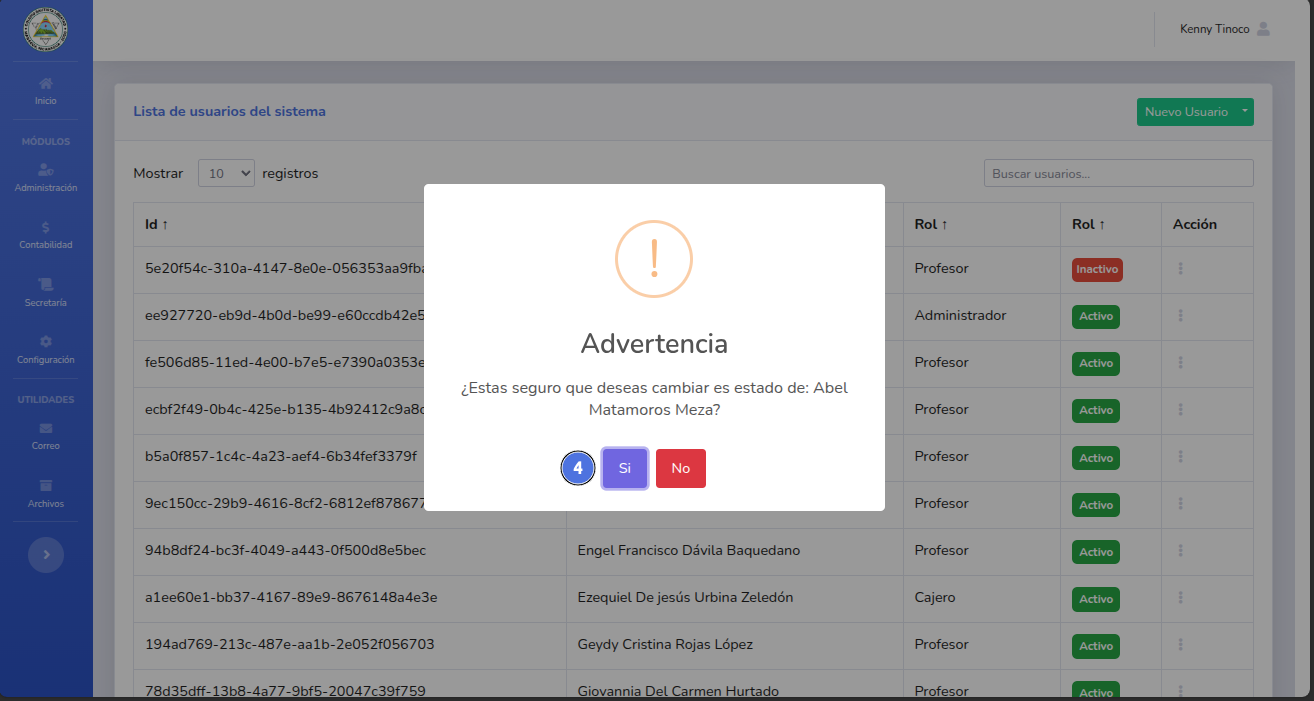 Kenny Tinoco
Inicio
MÓDULOS
Administración
Contabilidad
Secretaría
Configuración
UTILIDADES
Correo
Archivos
Lista de usuarios del sistema
Nuevo Usuario
Mostrar 10 registros
Buscar usuarios...
Id ↑ Rol ↑ Rol ↑ Acción
5e20f54c-310a-4147-8e0e-056353aa9fb Profesor Inactivo
ee927720-eb9d-4b0d-be99-e60ccdb42e5 Administrador Activo
fe506d85-11ed-4e00-b7e5-e7390a0353e Profesor Activo
ecbf2f49-0b4c-425e-b135-4b92412c9a8 Profesor Activo
b5a0f857-1c4c-4a23-aef4-6b34fef3379f Profesor Activo
9ec150cc-29b9-4616-8cf2-6812ef878677 Profesor Activo
94b8df24-bc3f-4049-a443-0f500d8e5bec Engel Francisco Dávila Baquedano Profesor Activo
a1ee60e1-bb37-4167-89e9-8676148a4e3e Ezequiel De jesús Urbina Zeledón Cajero Activo
194ad769-213c-487e-aa1b-2e052f056703 Geydy Cristina Rojas López Profesor Activo
78d35dff-13b8-4a77-9bf5-20047c39f759 Giovannia Del Carmen Hurtado Profesor Activo
!
Advertencia
¿Estas seguro que deseas cambiar es estado de: Abel
Matamoros Meza?
4 Si No